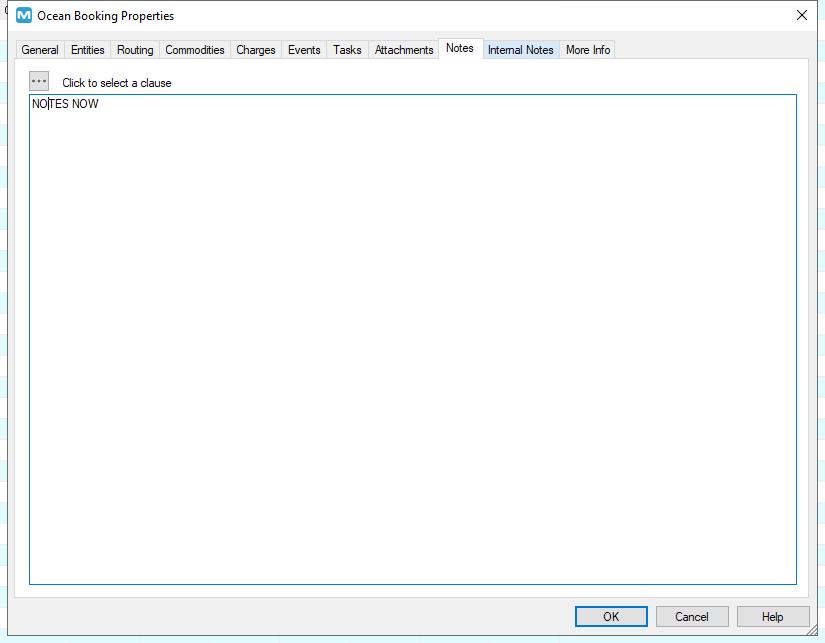 Ocean Booking Properties
General Entities Routing Commodities Charges Events Tasks Attachments Notes Internal Notes More Info
... Click to select a clause
NOTES NOW
OK Cancel Help